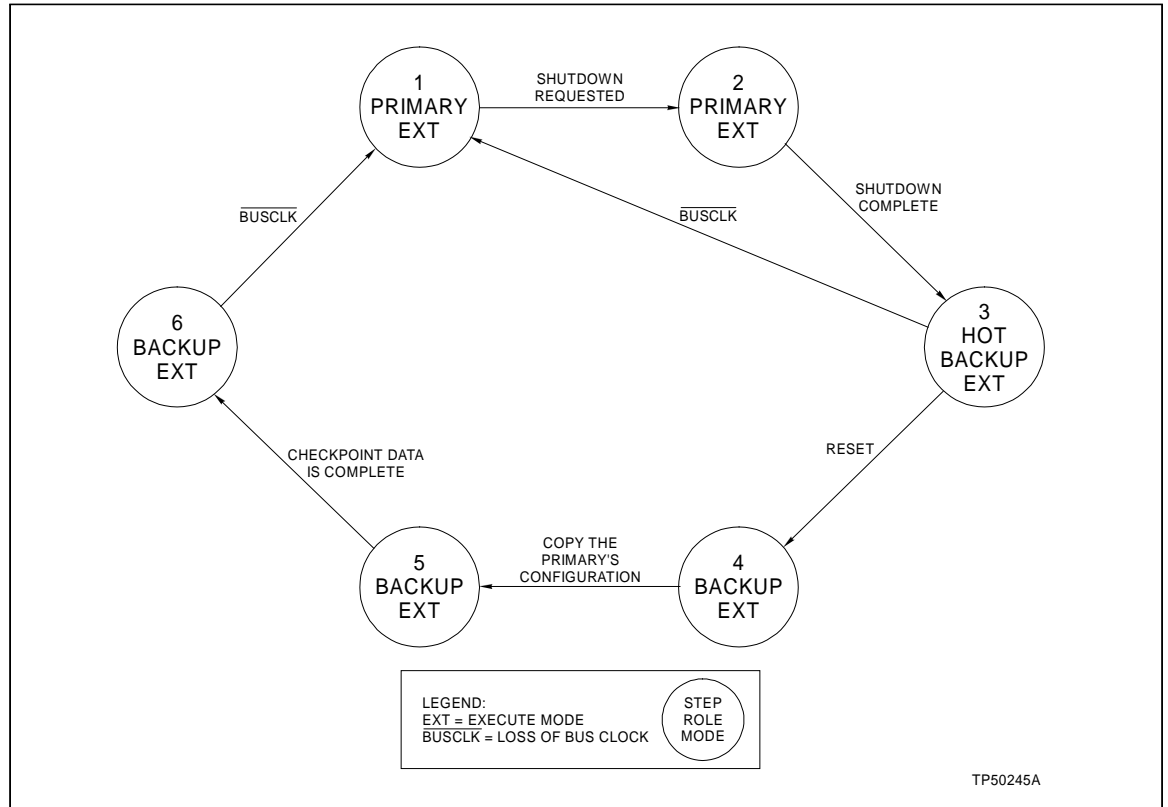 1
PRIMARY
EXT
SHUTDOWN
REQUESTED
2
PRIMARY
EXT
SHUTDOWN
COMPLETE
BUSCLK
BUSCLK
6
BACKUP
EXT
3
HOT
BACKUP
EXT
RESET
CHECKPOINT DATA
IS COMPLETE
5
BACKUP
EXT
COPY THE
PRIMARY'S
CONFIGURATION
4
BACKUP
EXT
LEGEND:
EXT = EXECUTE MODE
BUSCLK = LOSS OF BUS CLOCK
STEP
ROLE
MODE
TP50245A